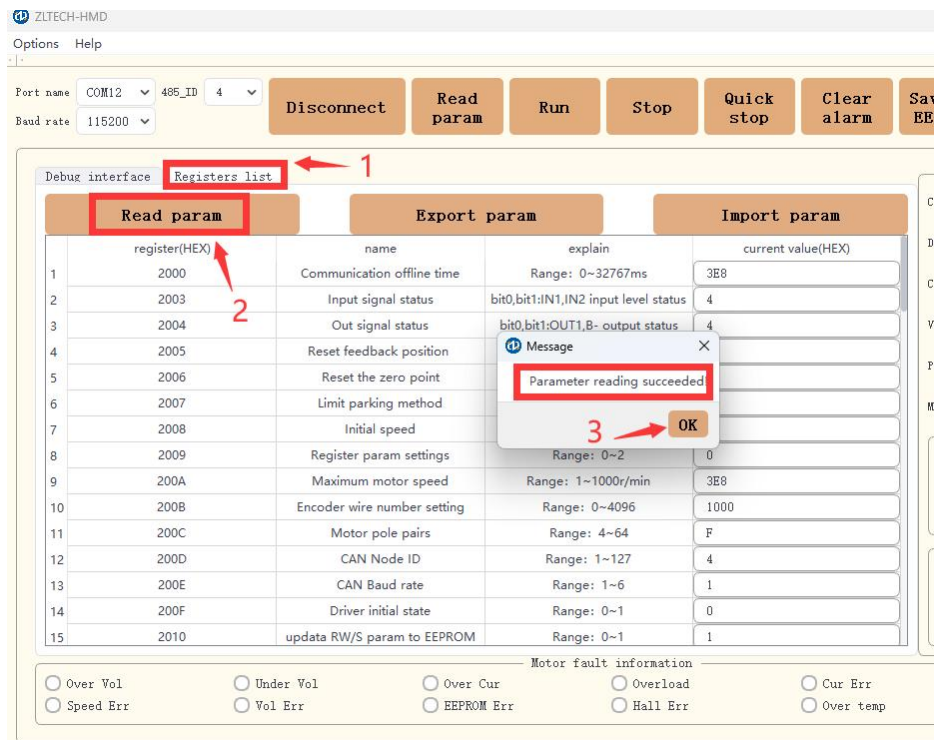 ZLTECH-HMD
Options Help
Port name COM12 485_ID 4
Baud rate 115200
Disconnect
Read param
Run
Stop
Quick stop
Clear alarm
1
Debug interface Registers list
Read param Export param Import param
2
register(HEX) name explain current value(HEX)
1 2000 Communication offline time Range: 0~32767ms 3E8
2 2003 Input signal status bit0,bit1:IN1,IN2 input level status 4
3 2004 Out signal status bit0,bit1:OUT1,B- output status 4
4 2005 Reset feedback position
5 2006 Reset the zero point
6 2007 Limit parking method
7 2008 Initial speed
8 2009 Register param settings Range: 0~2 0
9 200A Maximum motor speed Range: 1~1000r/min 3E8
10 200B Encoder wire number setting Range: 0~4096 1000
11 200C Motor pole pairs Range: 4~64 F
12 200D CAN Node ID Range: 1~127 4
13 200E CAN Baud rate Range: 1~6 1
14 200F Driver initial state Range: 0~1 0
15 2010 updata RW/S param to EEPROM Range: 0~1 1
Message
Parameter reading succeeded
3
OK
Motor fault information
Over Vol Under Vol Over Cur Overload Cur Err
Speed Err Vol Err EEPROM Err Hall Err Over temp